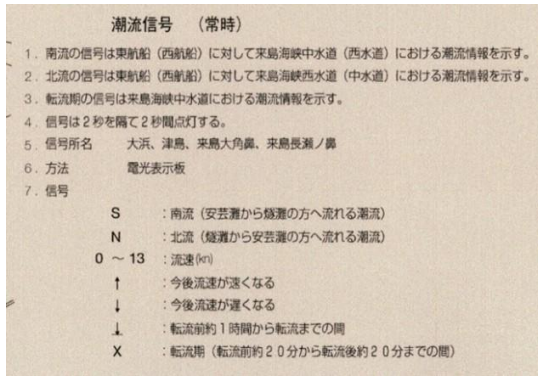 潮流信号 （常時）
1．南流の信号は東航船（西航船）に対して来島海峡中水道（西水道）における潮流情報を示す。
2．北流の信号は東航船（西航船）に対して来島海峡西水道（中水道）における潮流情報を示す。
3．転流期の信号は来島海峡中水道における潮流情報を示す。
4．信号は2秒を隔て2秒間点灯する。
5．信号所名 大浜、津島、来島大角鼻、来島長瀬ノ鼻
6．方法 電光表示板
7．信号
S ：南流（安芸灘から燧灘の方へ流れる潮流）
N ：北流（燧灘から安芸灘の方へ流れる潮流）
0 ～ 13 ：流速(kn)
↑ ：今後流速が速くなる
↓ ：今後流速が遅くなる
↓ ：転流前約1時間から転流までの間
X ：転流期（転流前約20分から転流後約20分までの間）